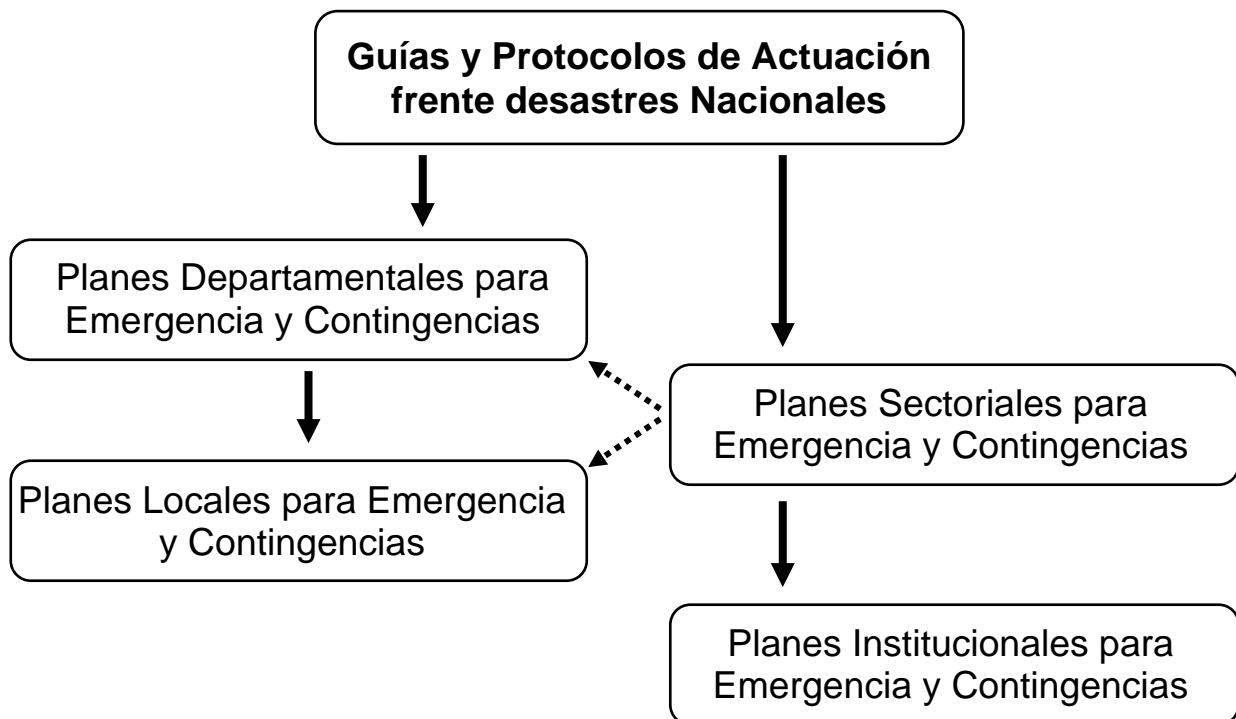 Guías y Protocolos de Actuación
frente desastres Nacionales
Planes Departamentales para
Emergencia y Contingencias
Planes Sectoriales para
Emergencia y Contingencias
Planes Locales para Emergencia
y Contingencias
Planes Institucionales para
Emergencia y Contingencias